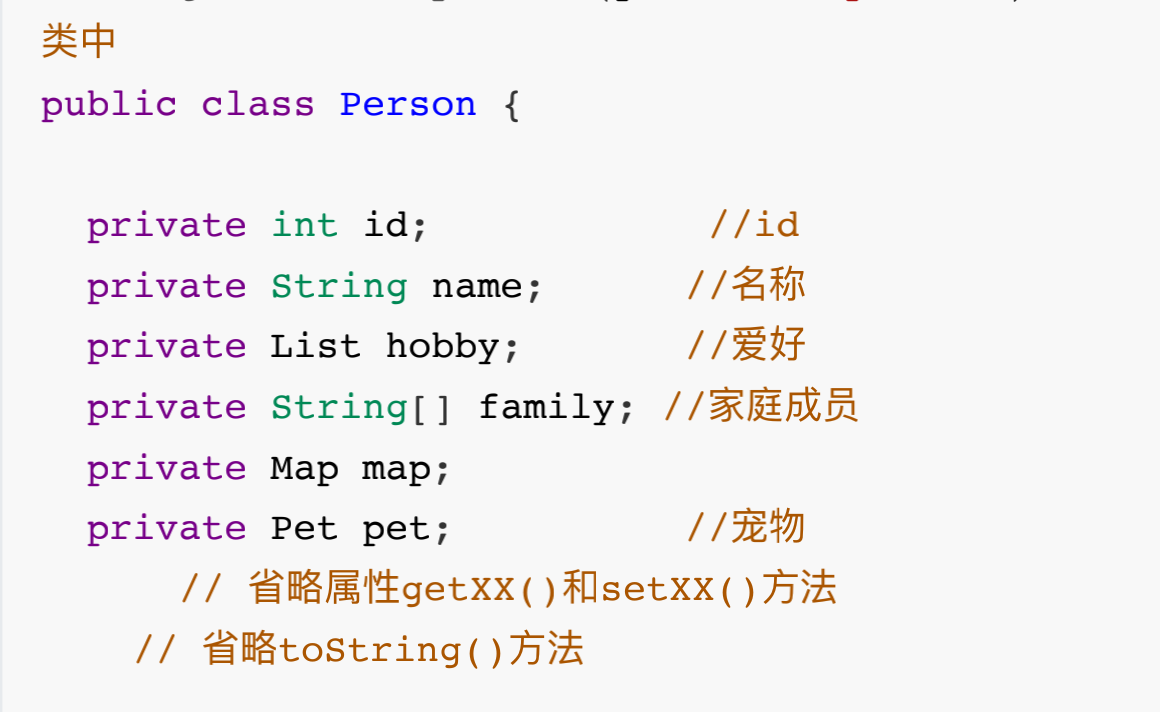 类中
public class Person {
private int id; //id
private String name; //名称
private List hobby; //爱好
private String[] family; //家庭成员
private Map map;
private Pet pet; //宠物
// 省略属性getXX()和setXX()方法
// 省略toString()方法